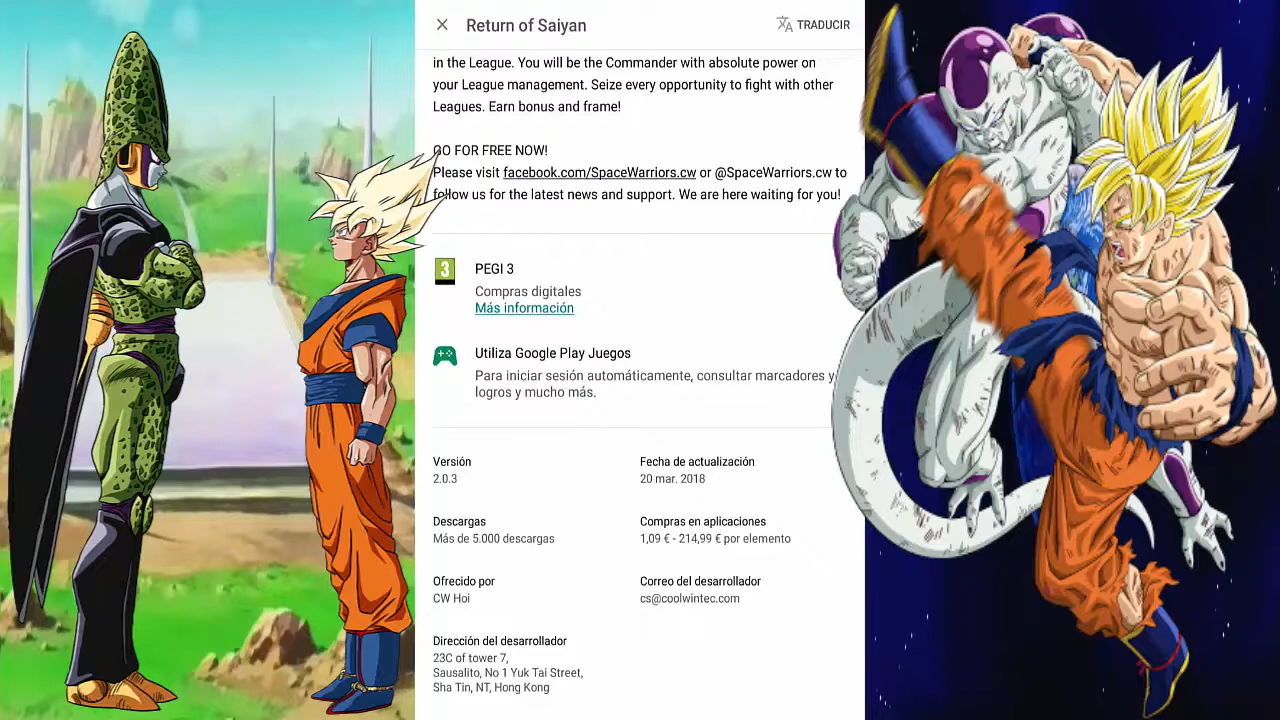 Return of Saiyan
TRADUCIR
in the League. You will be the Commander with absolute power on
your League management. Seize every opportunity to fight with other
Leagues. Earn bonus and frame!
GO FOR FREE NOW!
Please visit facebook.com/SpaceWarriors.cw or @SpaceWarriors.cw to
follow us for the latest news and support. We are here waiting for you!
3
PEGI 3
Compras digitales
Más información
Utiliza Google Play Juegos
Para iniciar sesión automáticamente, consultar marcadores y
logros y mucho más.
Versión
2.0.3
Fecha de actualización
20 mar. 2018
Descargas
Más de 5.000 descargas
Compras en aplicaciones
1,09 € - 214,99 € por elemento
Ofrecido por
CW Hoi
Correo del desarrollador
cs@coolwintec.com
Dirección del desarrollador
23C of tower 7,
Sausalito, No 1 Yuk Tai Street,
Sha Tin, NT, Hong Kong